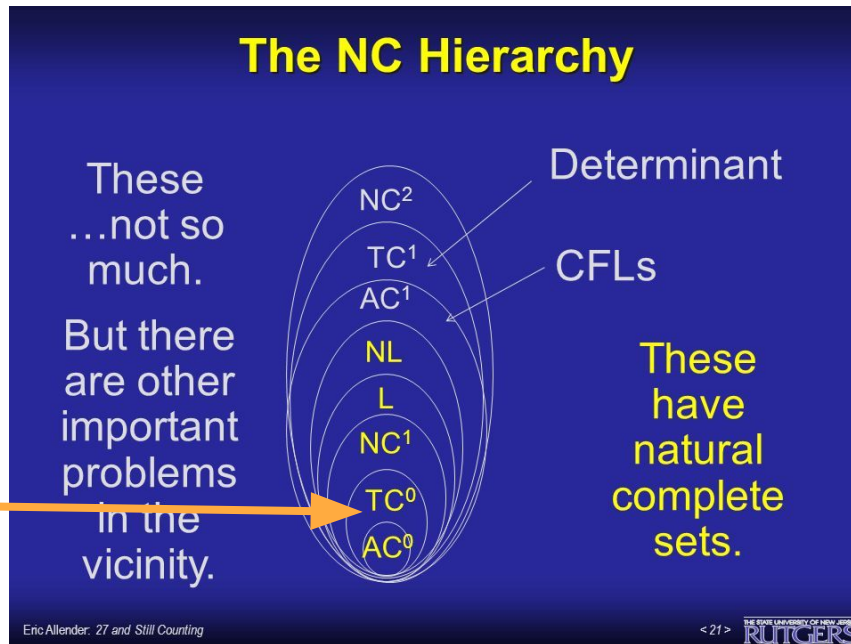 The NC Hierarchy
These
…not so
much.
But there
are other
important
problems
in the
vicinity.
NC²
TC¹
AC¹
NL
L
NC¹
TC⁰
AC⁰
Determinant
CFLs
These
have
natural
complete
sets.
Eric Allender: 27 and Still Counting
< 21 >
THE STATE UNIVERSITY OF NEW JERSEY
RUTGERS